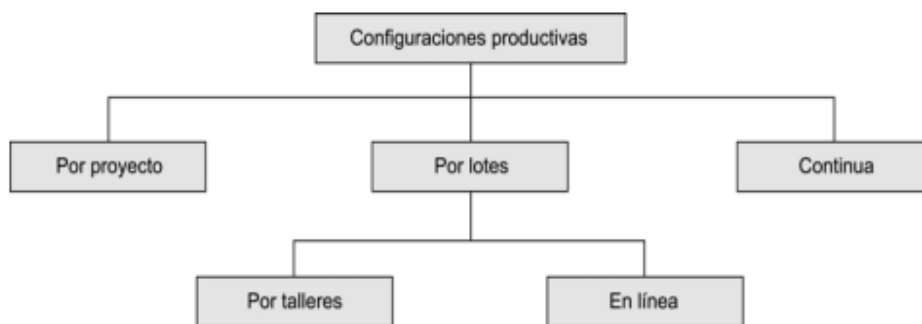 Configuraciones productivas
Por proyecto
Por lotes
Continua
Por talleres
En línea